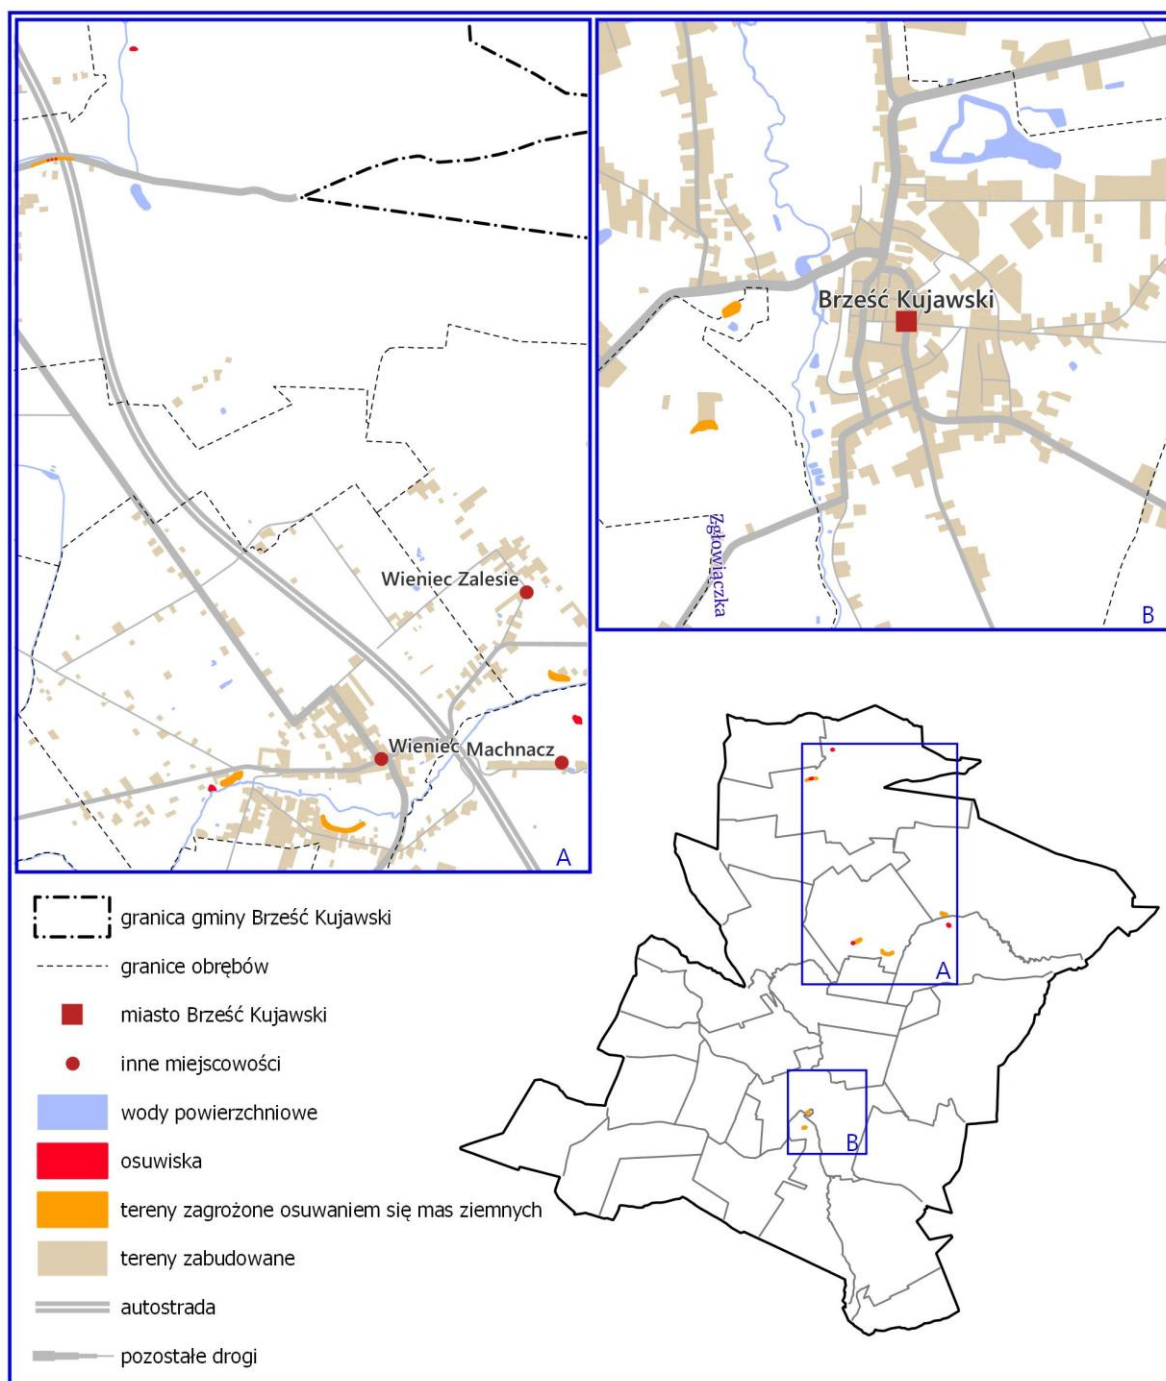 Wieniec Zalesie
Wieniec
Machnacz
A
Brześć Kujawski
Zgłowiączka
B
granica gminy Brześć Kujawski
granice obrębów
miasto Brześć Kujawski
inne miejscowości
wody powierzchniowe
osuwiska
tereny zagrożone osuwaniem się mas ziemnych
tereny zabudowane
autostrada
pozostałe drogi
A
B